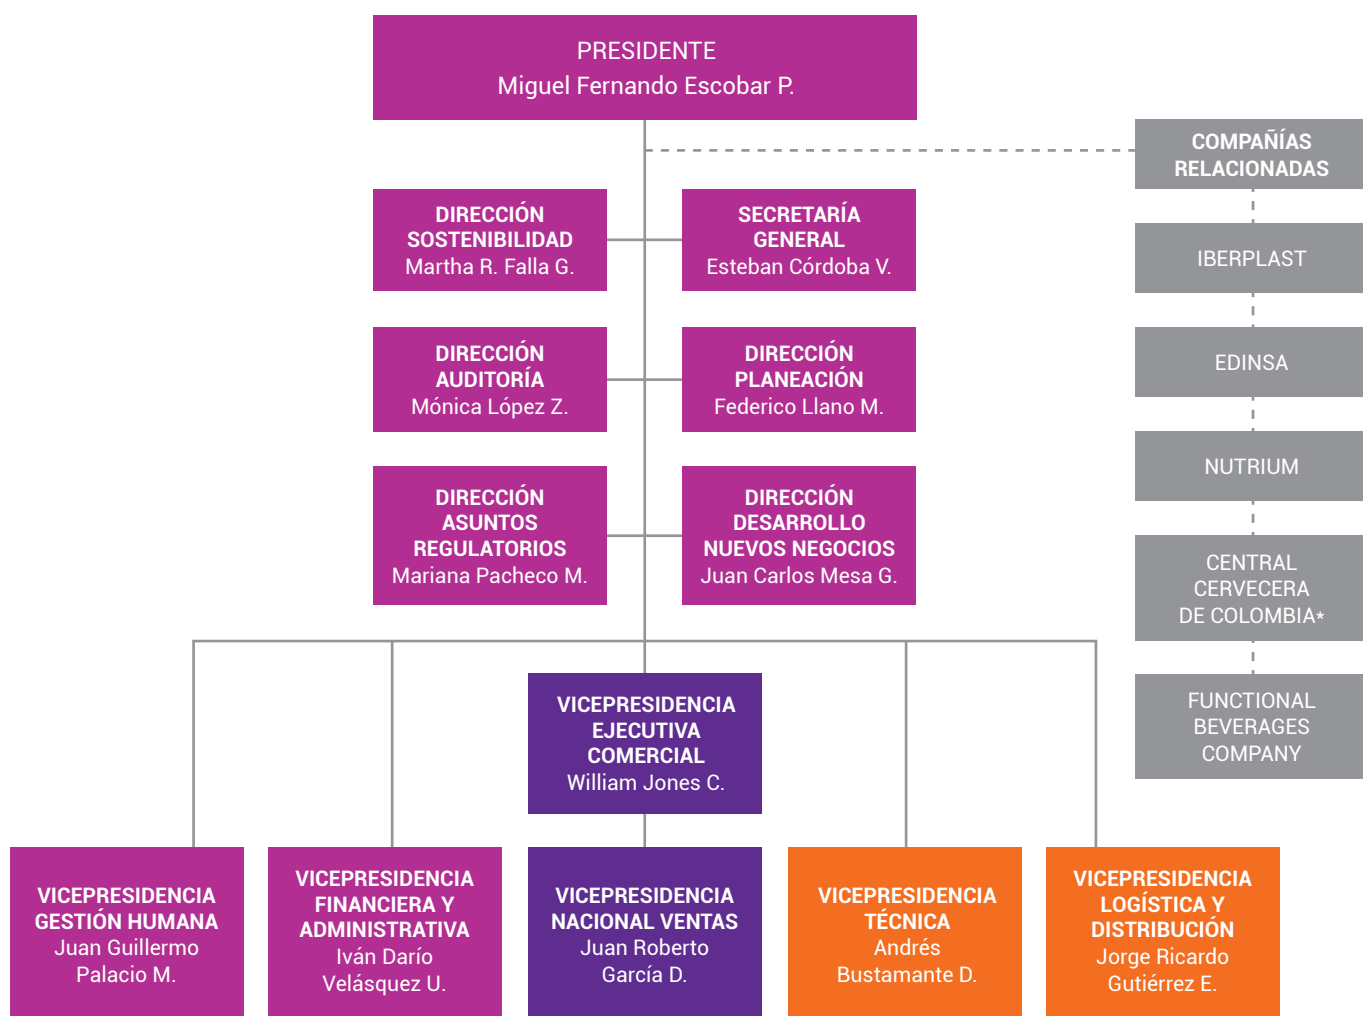 PRESIDENTE
Miguel Fernando Escobar P.
COMPAÑÍAS
RELACIONADAS
DIRECCIÓN
SOSTENIBILIDAD
Martha R. Falla G.
SECRETARÍA
GENERAL
Esteban Córdoba V.
IBERPLAST
DIRECCIÓN
AUDITORÍA
Mónica López Z.
DIRECCIÓN
PLANEACIÓN
Federico Llano M.
EDINSA
DIRECCIÓN
ASUNTOS
REGULATORIOS
Mariana Pacheco M.
DIRECCIÓN
DESARROLLO
NUEVOS NEGOCIOS
Juan Carlos Mesa G.
NUTRIUM
CENTRAL
CERVECERA
DE COLOMBIA*
FUNCTIONAL
BEVERAGES
COMPANY
VICEPRESIDENCIA
EJECUTIVA
COMERCIAL
William Jones C.
VICEPRESIDENCIA
GESTIÓN HUMANA
Juan Guillermo
Palacio M.
VICEPRESIDENCIA
FINANCIERA Y
ADMINISTRATIVA
Iván Darío
Velásquez U.
VICEPRESIDENCIA
NACIONAL VENTAS
Juan Roberto
García D.
VICEPRESIDENCIA
TÉCNICA
Andrés
Bustamante D.
VICEPRESIDENCIA
LOGÍSTICA Y
DISTRIBUCIÓN
Jorge Ricardo
Gutiérrez E.